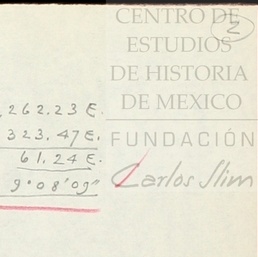 CENTRO DE
2
ESTUDIOS
DE HISTORIA
DE MEXICO
FUNDACIÓN
Carlos Slim
,262.23 E.
323.47 E.
61.24 E.
9°08'09"